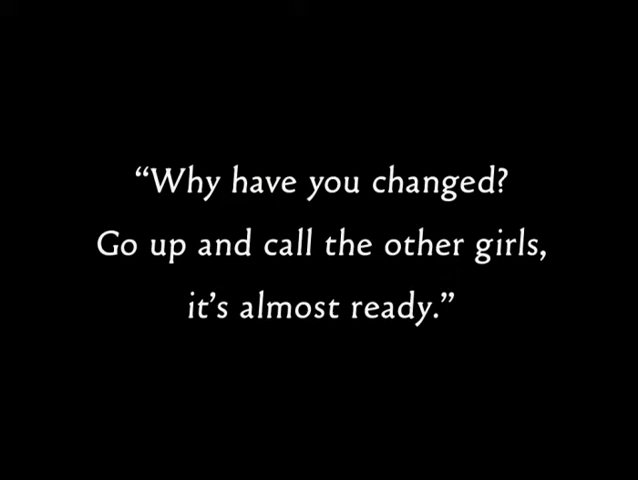 “Why have you changed?
Go up and call the other girls,
it’s almost ready.”